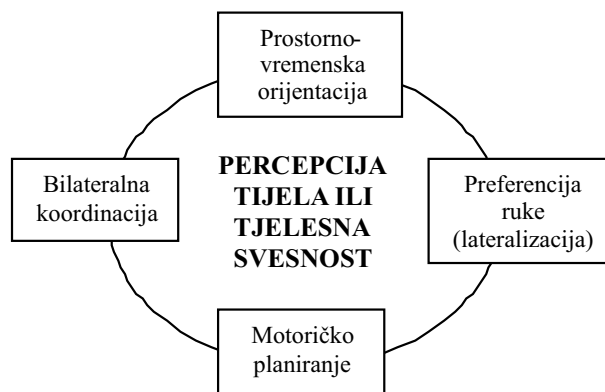 Prostorno-
vremenska
orijentacija
Bilateralna
koordinacija
PERCEPCIJA
TIJELA ILI
TJELESNA
SVESNOST
Preferencija
ruke
(lateralizacija)
Motoričko
planiranje